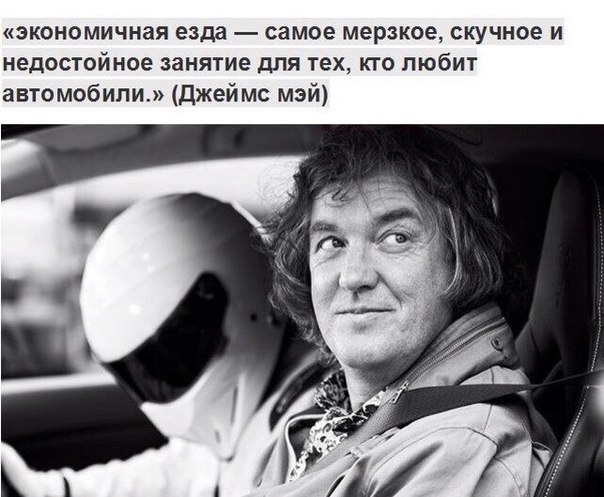 «экономичная езда — самое мерзкое, скучное и
недостойное занятие для тех, кто любит
автомобили.» (Джеймс мэй)